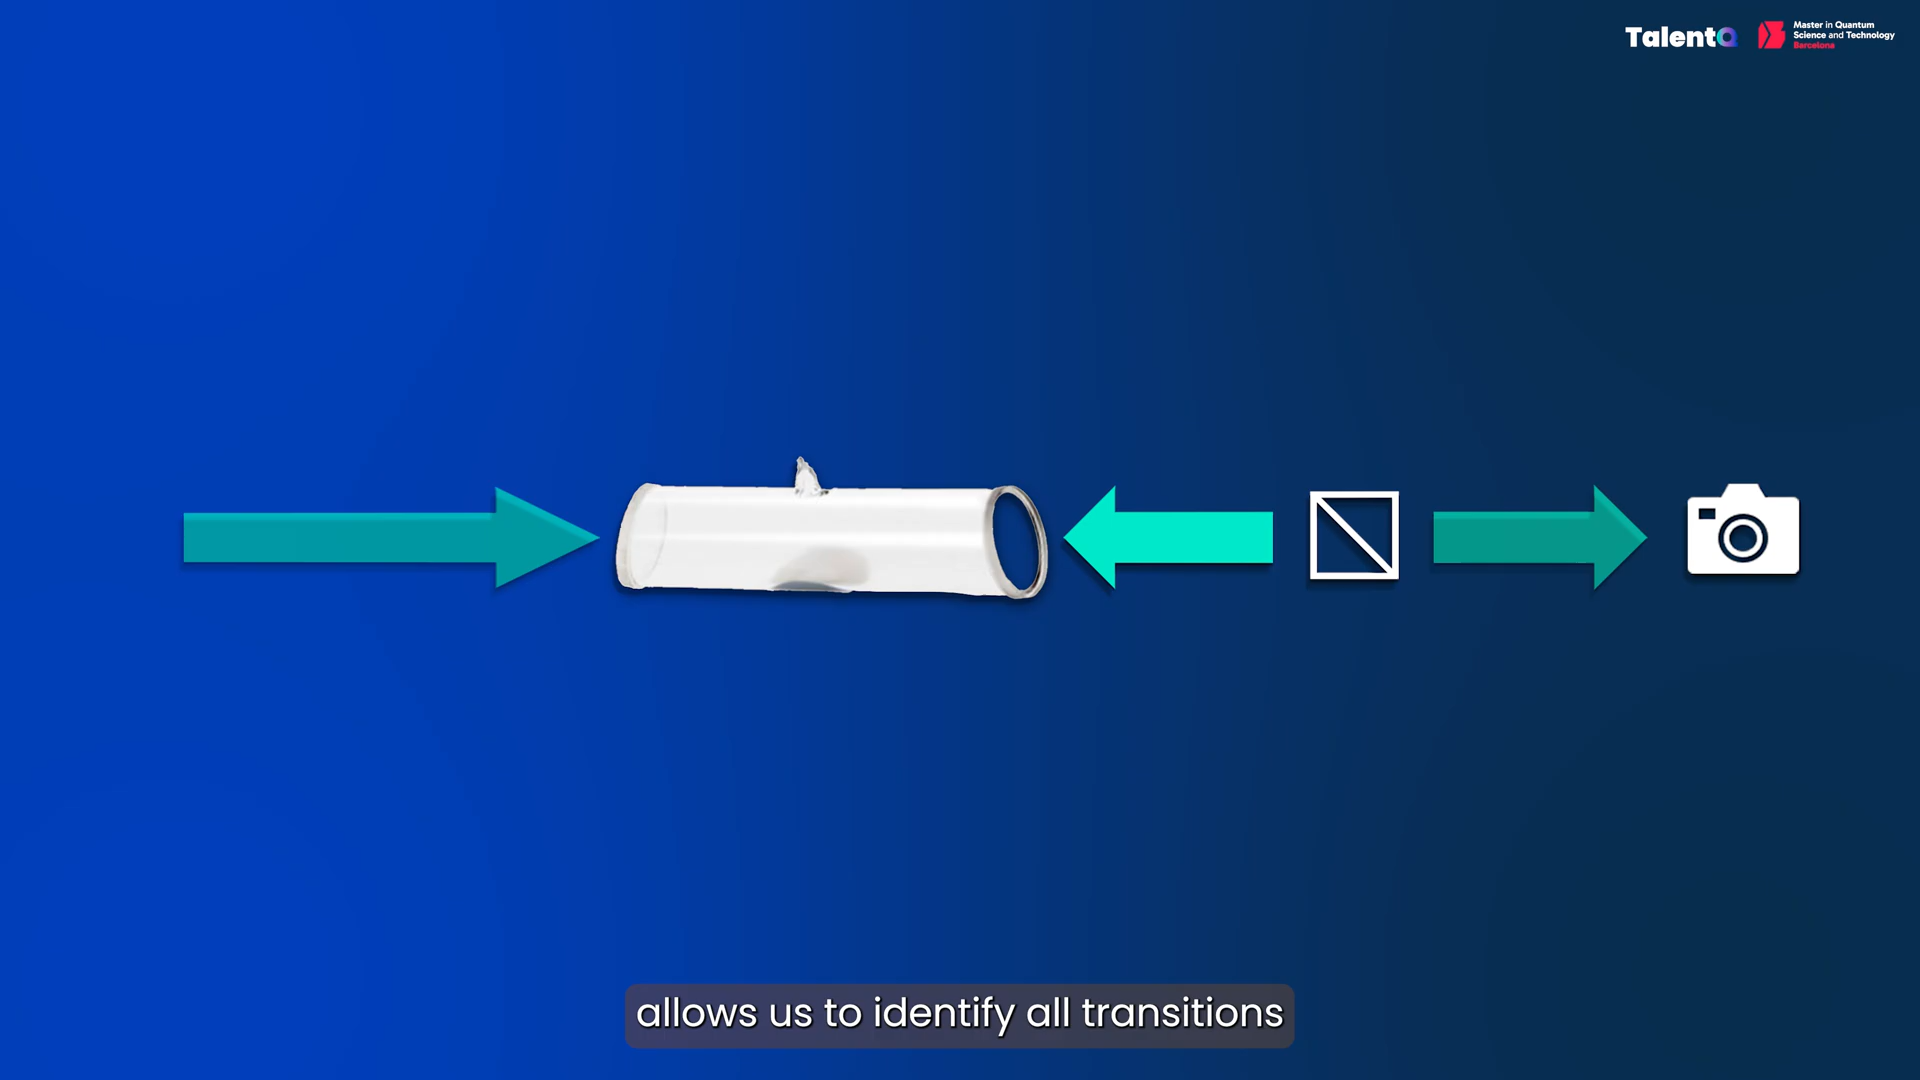 TalentQ
Master in Quantum
Science and Technology
Barcelona
allows us to identify all transitions